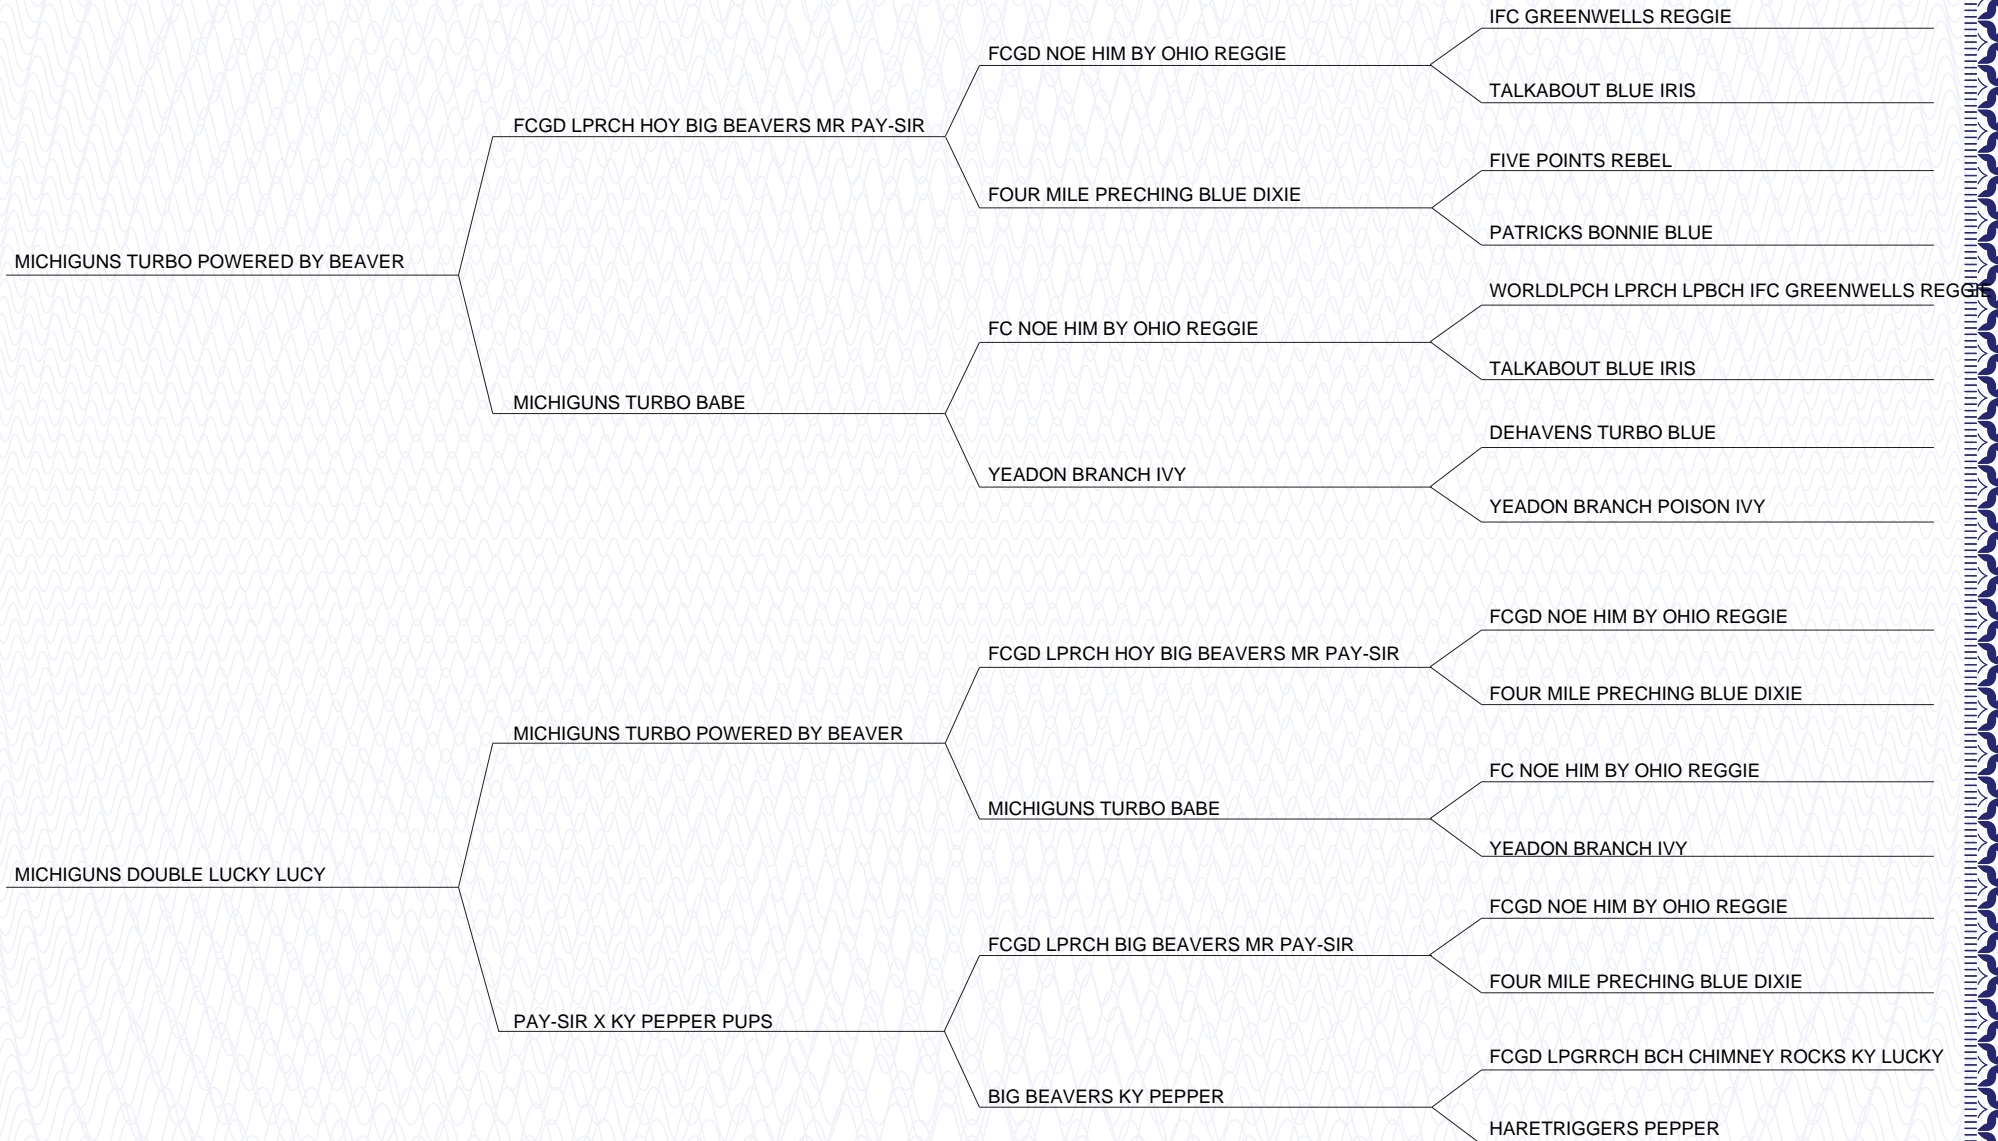 IFC GREENWELLS REGGIE
FCGD NOE HIM BY OHIO REGGIE
TALKABOUT BLUE IRIS
FCGD LPRCH HOY BIG BEAVERS MR PAY-SIR
FIVE POINTS REBEL
FOUR MILE PRECHING BLUE DIXIE
PATRICKS BONNIE BLUE
MICHIGUNS TURBO POWERED BY BEAVER
WORLDLPCH LPRCH LPBCH IFC GREENWELLS REGGIE
FC NOE HIM BY OHIO REGGIE
TALKABOUT BLUE IRIS
MICHIGUNS TURBO BABE
DEHAVENS TURBO BLUE
YEADON BRANCH IVY
YEADON BRANCH POISON IVY
FCGD NOE HIM BY OHIO REGGIE
FCGD LPRCH HOY BIG BEAVERS MR PAY-SIR
FOUR MILE PRECHING BLUE DIXIE
MICHIGUNS TURBO POWERED BY BEAVER
FC NOE HIM BY OHIO REGGIE
MICHIGUNS TURBO BABE
YEADON BRANCH IVY
MICHIGUNS DOUBLE LUCKY LUCY
FCGD NOE HIM BY OHIO REGGIE
FCGD LPRCH BIG BEAVERS MR PAY-SIR
FOUR MILE PRECHING BLUE DIXIE
PAY-SIR X KY PEPPER PUPS
FCGD LPGRRCH BCH CHIMNEY ROCKS KY LUCKY
BIG BEAVERS KY PEPPER
HARETRIGGERS PEPPER